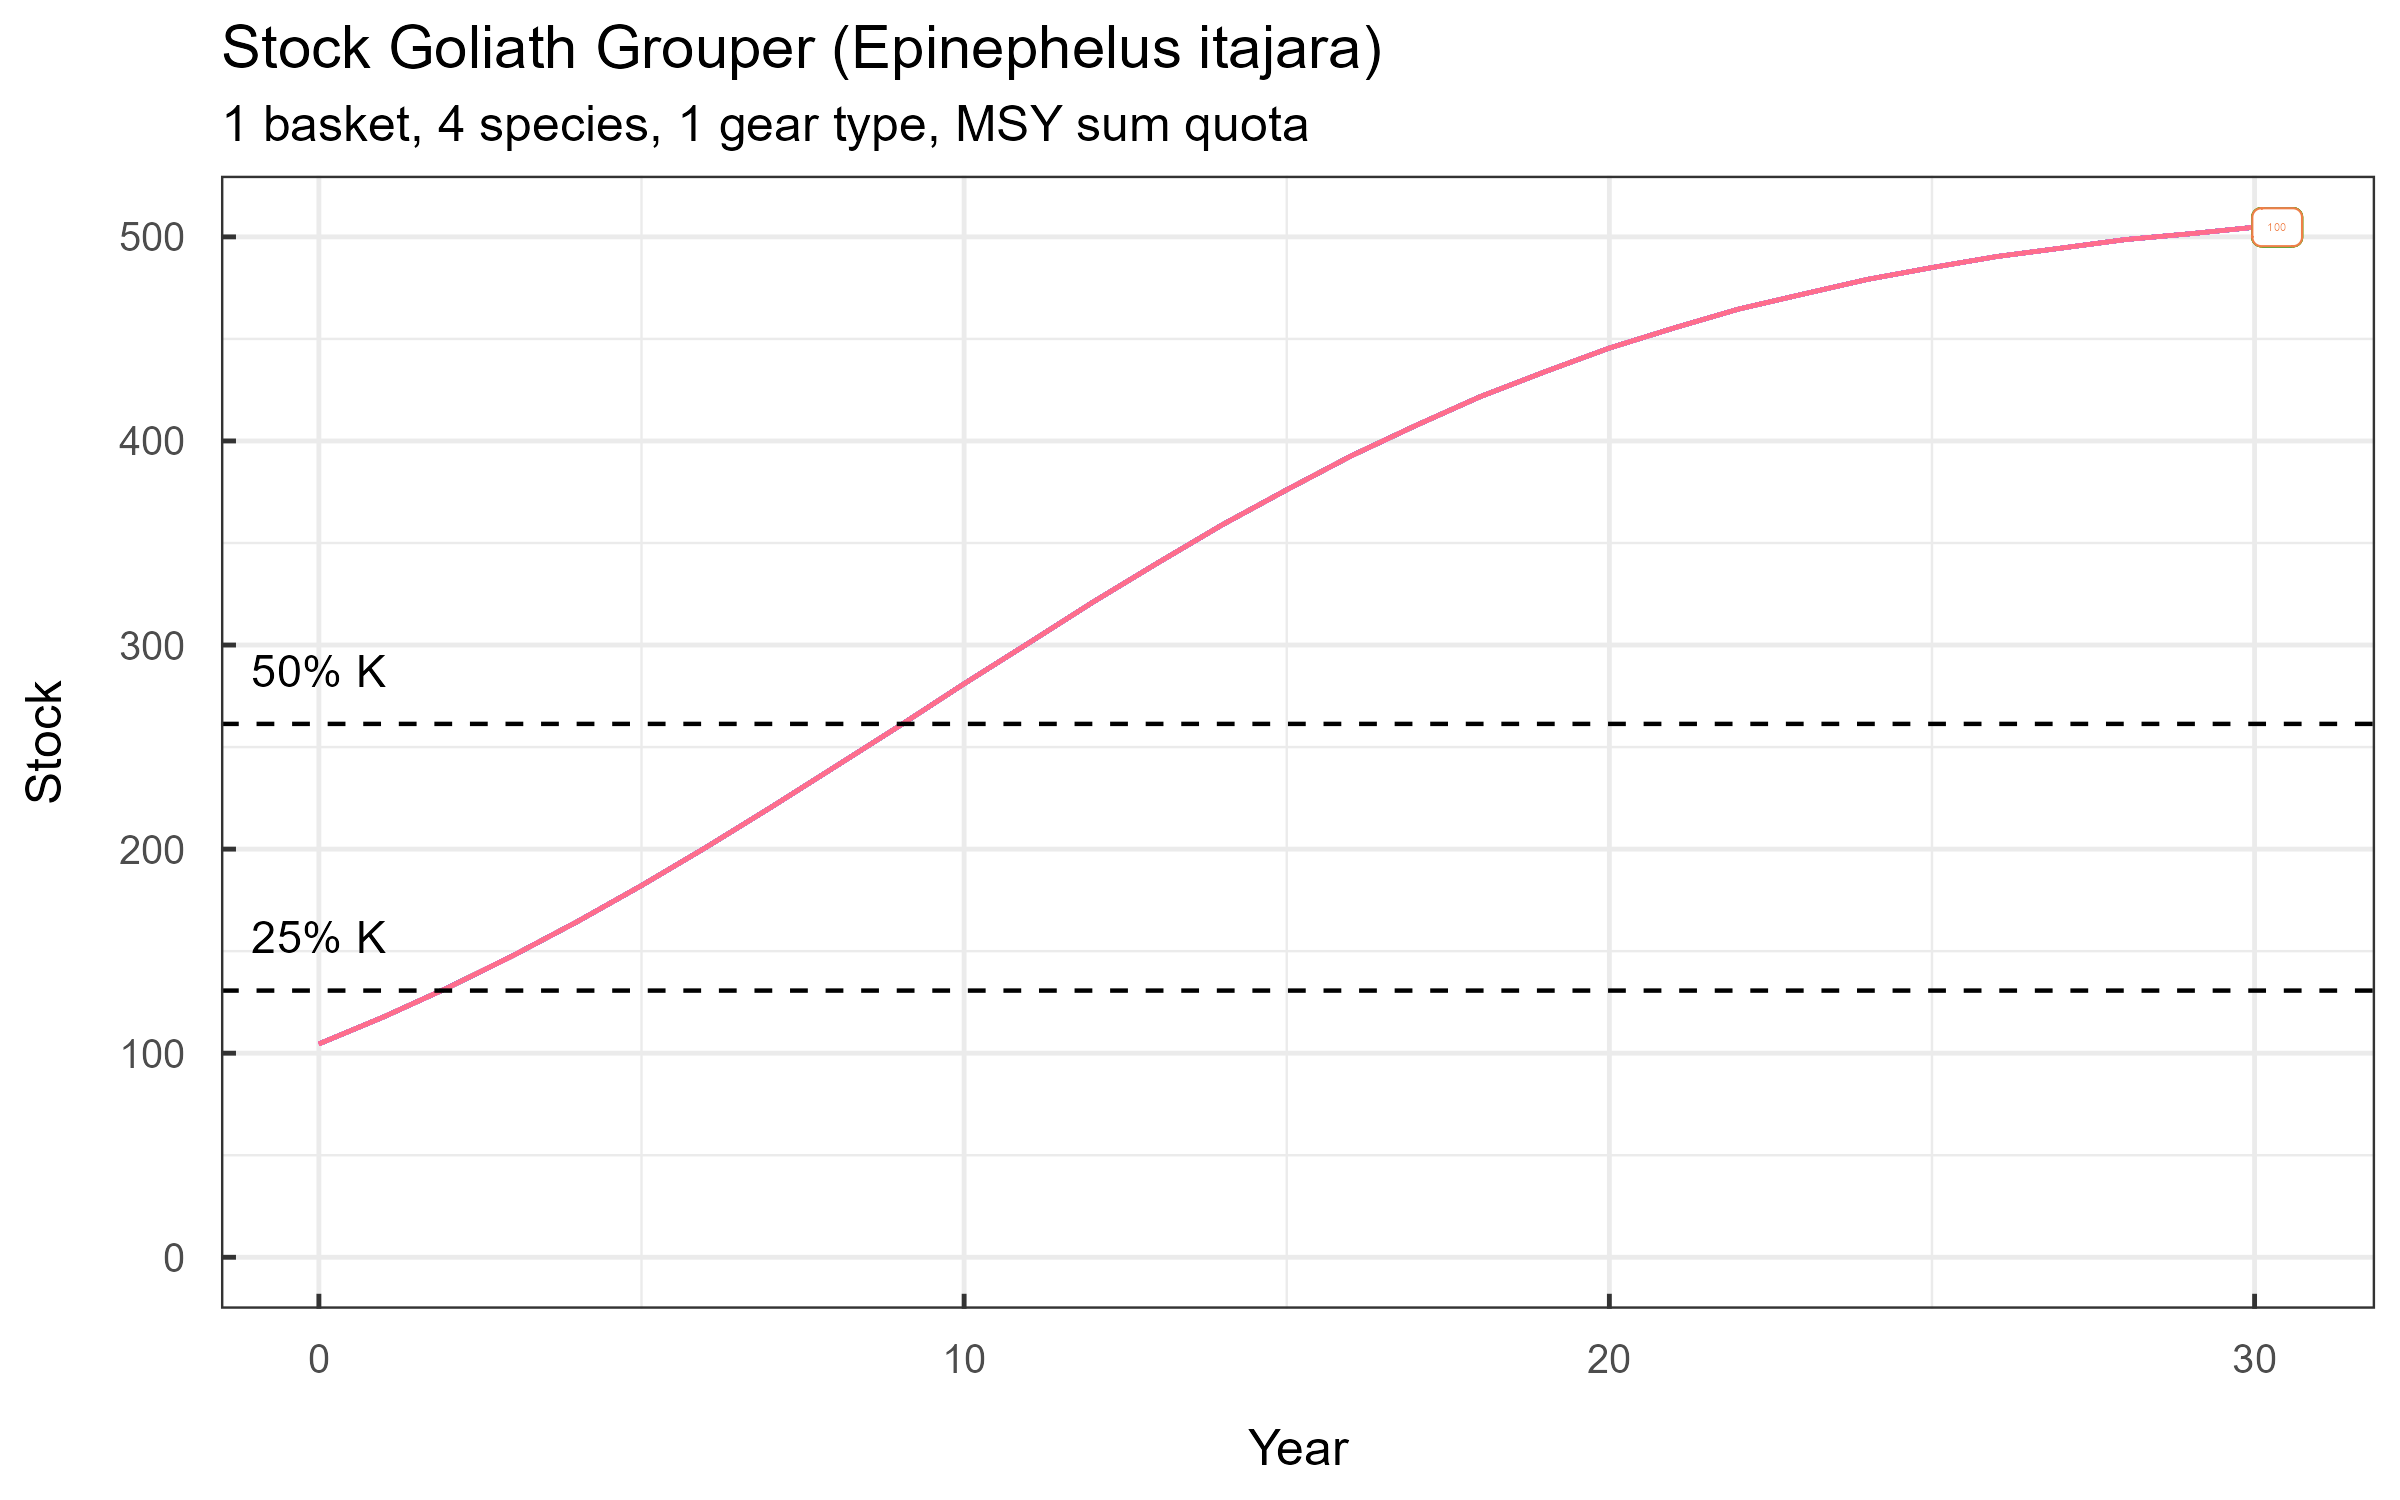 Stock Goliath Grouper (Epinephelus itajara)
1 basket, 4 species, 1 gear type, MSY sum quota
500
100
400
300
50% K
Stock
200
25% K
100
0
0 10 20 30
Year